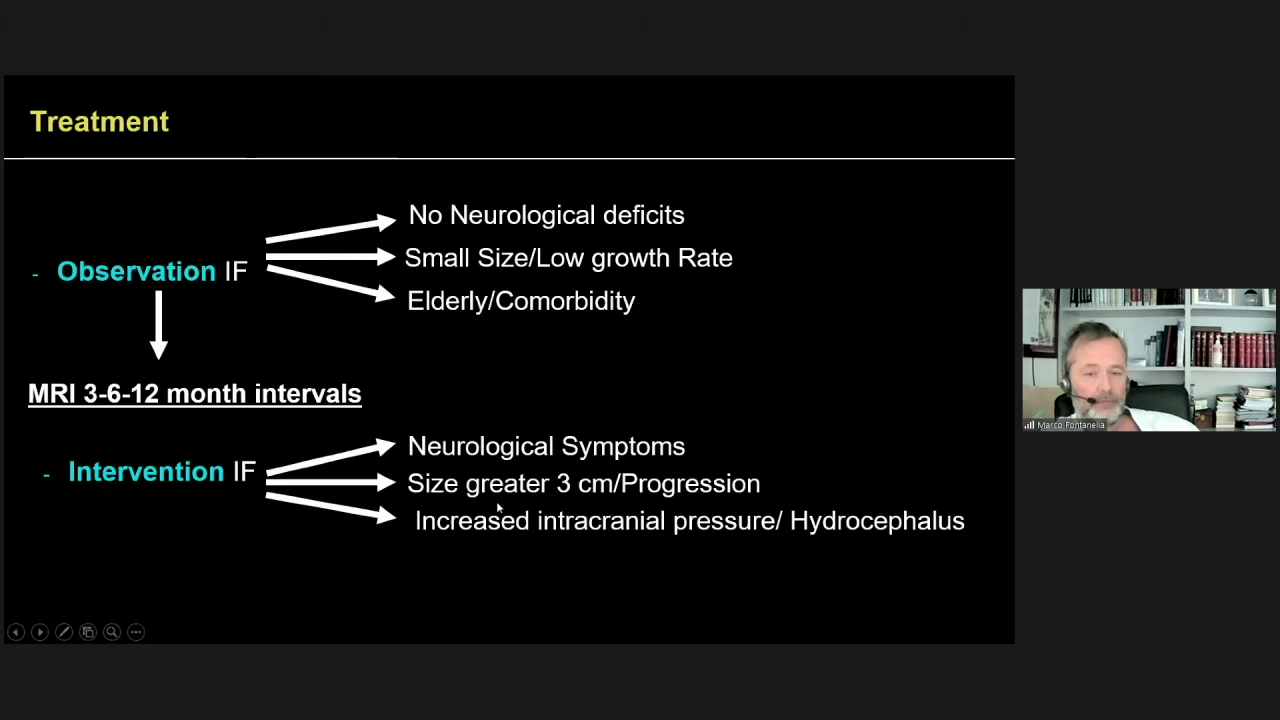 Treatment
No Neurological deficits
- Observation IF
Small Size/Low growth Rate
Elderly/Comorbidity
MRI 3-6-12 month intervals
Neurological Symptoms
- Intervention IF
Size greater 3 cm/Progression
Increased intracranial pressure/ Hydrocephalus
Marco Fontanella